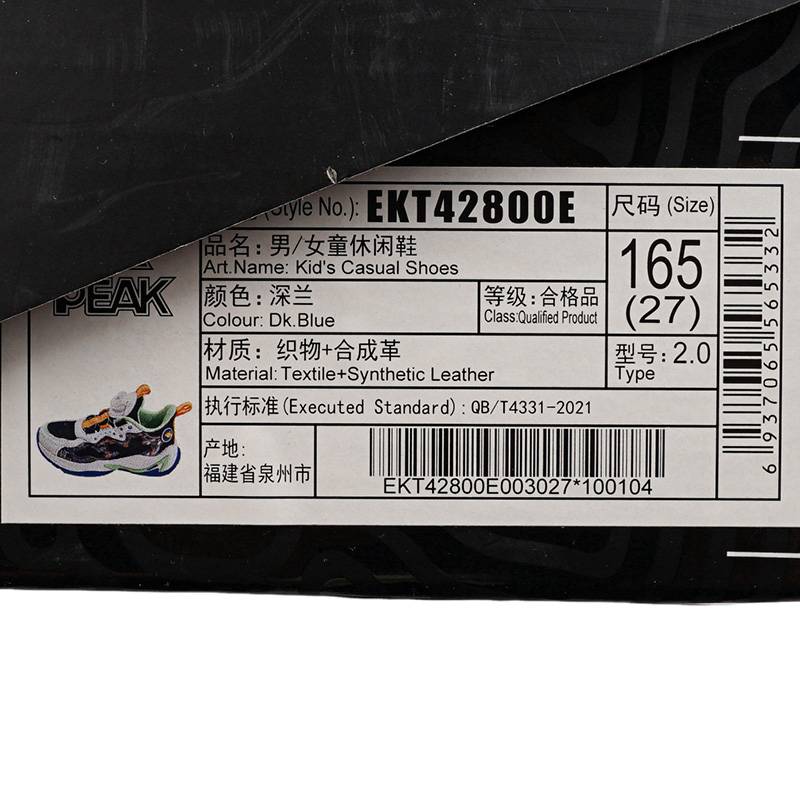 (Style No.): EKT42800E
尺码 (Size)
品名: 男/女童休闲鞋
Art.Name: Kid's Casual Shoes
165
(27)
PEAK
颜色: 深兰
Colour: Dk.Blue
等级: 合格品
Class:Qualified Product
材质: 织物+合成革
Material: Textile+Synthetic Leather
型号: 2.0
Type
执行标准(Executed Standard): QB/T4331-2021
产地:
福建省泉州市
EKT42800E003027*100104
6937065565332